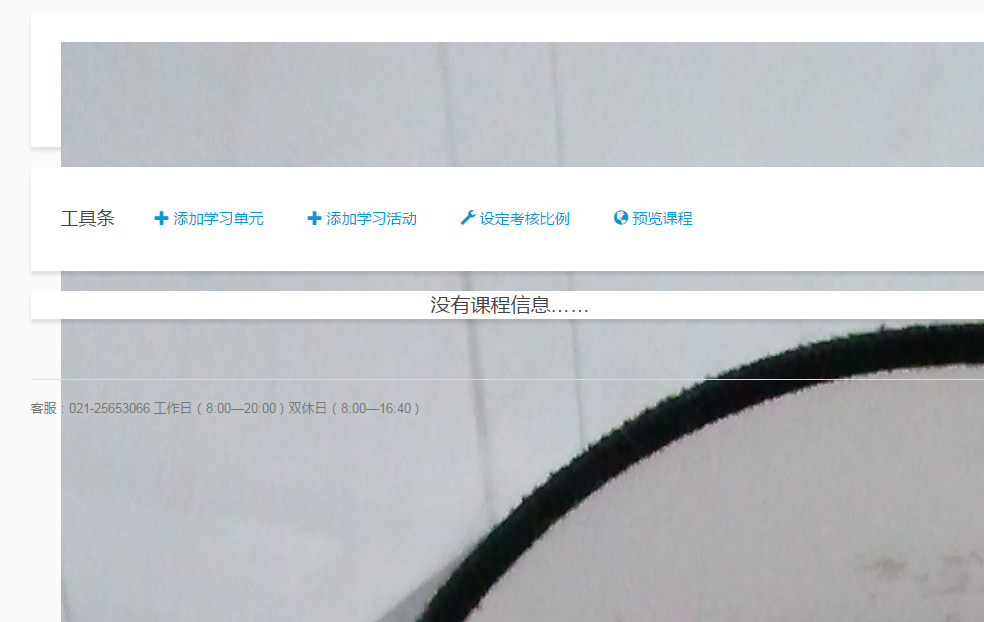 工具条 添加学习单元 添加学习活动 设定考核比例 预览课程
没有课程信息……
客服：021-25653066 工作日（8:00—20:00）双休日（8:00—16:40）